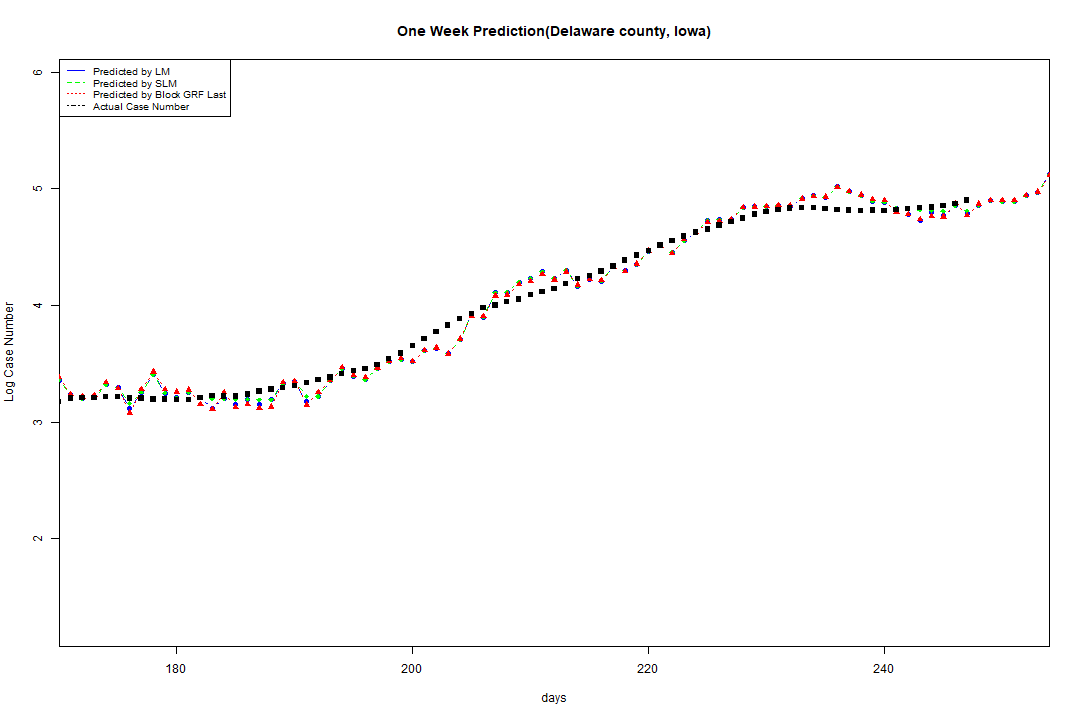 One Week Prediction(Delaware county, Iowa)
Predicted by LM
Predicted by SLM
Predicted by Block GRF Last
Actual Case Number
6
5
4
3
2
Log Case Number
180
200
220
240
days